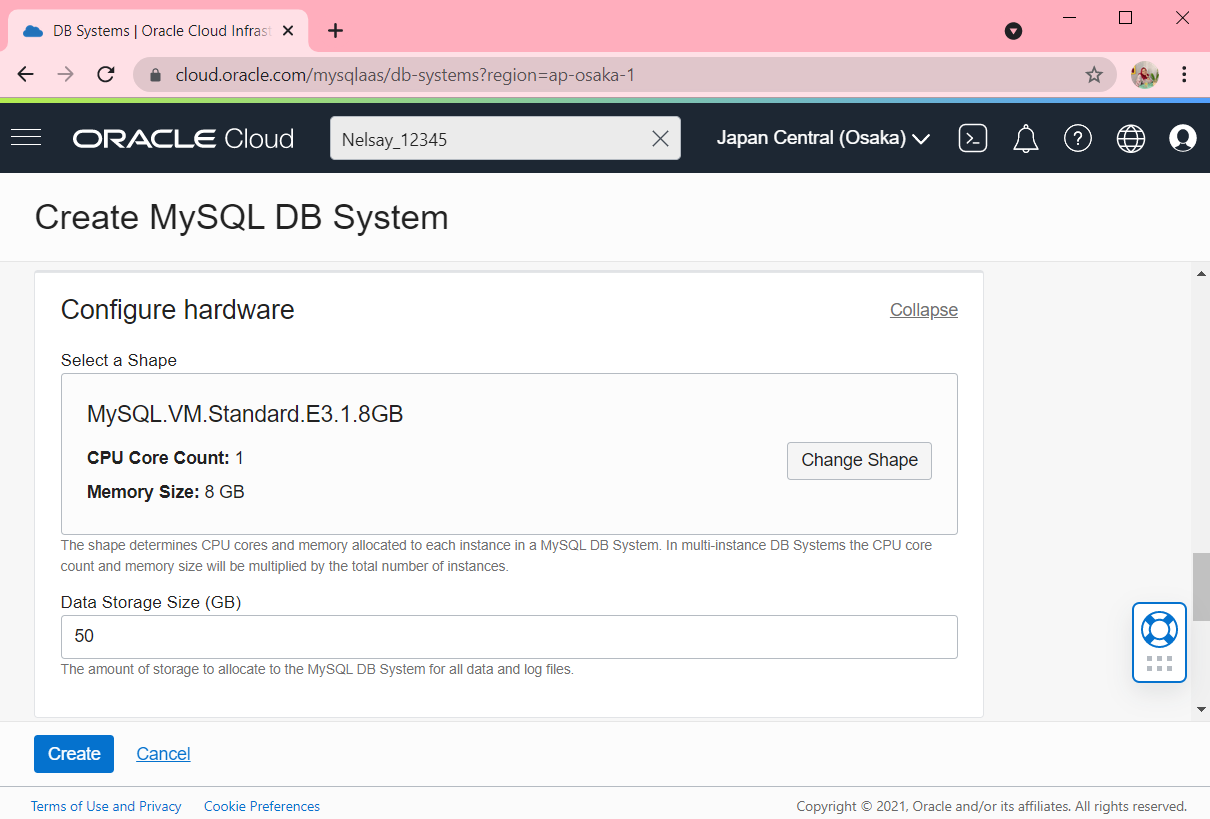 DB Systems | Oracle Cloud Infrast
cloud.oracle.com/mysqlaas/db-systems?region=ap-osaka-1
ORACLE Cloud
Nelsay_12345
Japan Central (Osaka)
Create MySQL DB System
Configure hardware
Collapse
Select a Shape
MySQL.VM.Standard.E3.1.8GB
CPU Core Count: 1
Change Shape
Memory Size: 8 GB
The shape determines CPU cores and memory allocated to each instance in a MySQL DB System. In multi-instance DB Systems the CPU core
count and memory size will be multiplied by the total number of instances.
Data Storage Size (GB)
50
The amount of storage to allocate to the MySQL DB System for all data and log files.
Create Cancel
Terms of Use and Privacy Cookie Preferences Copyright © 2021, Oracle and/or its affiliates. All rights reserved.